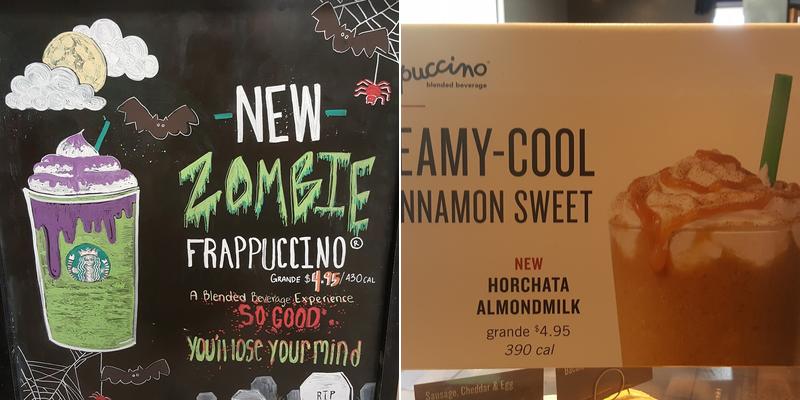 -NEW-
ZOMBIE
FRAPPUCCINO®
GRANDE $4.95/430 CAL
A Blended Beverage Experience
SO GOOD
you'll lose your mind
RIP
puccino®
blended beverage
EAMY-COOL
NNAMON SWEET
NEW
HORCHATA
ALMONDMILK
grande $4.95
390 cal
Sausage, Cheddar & Egg